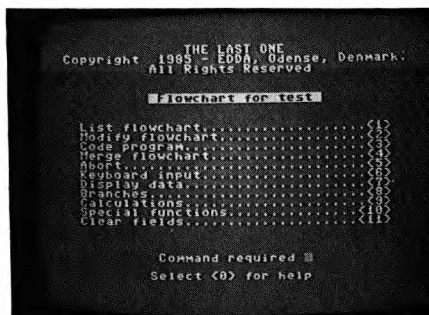 THE LAST ONE
Copyright 1985 - EDDA, Odense, Denmark.
All Rights Reserved
Flowchart for test
List flowchart......................<1>
Modify flowchart....................<2>
Code program........................<3>
Merge flowchart.....................<4>
Abort...............................<5>
Keyboard input......................<6>
Display data........................<7>
Branches............................<8>
Calculations........................<9>
Special functions..................<10>
Clear fields.......................<11>
Command required
Select <0> for help